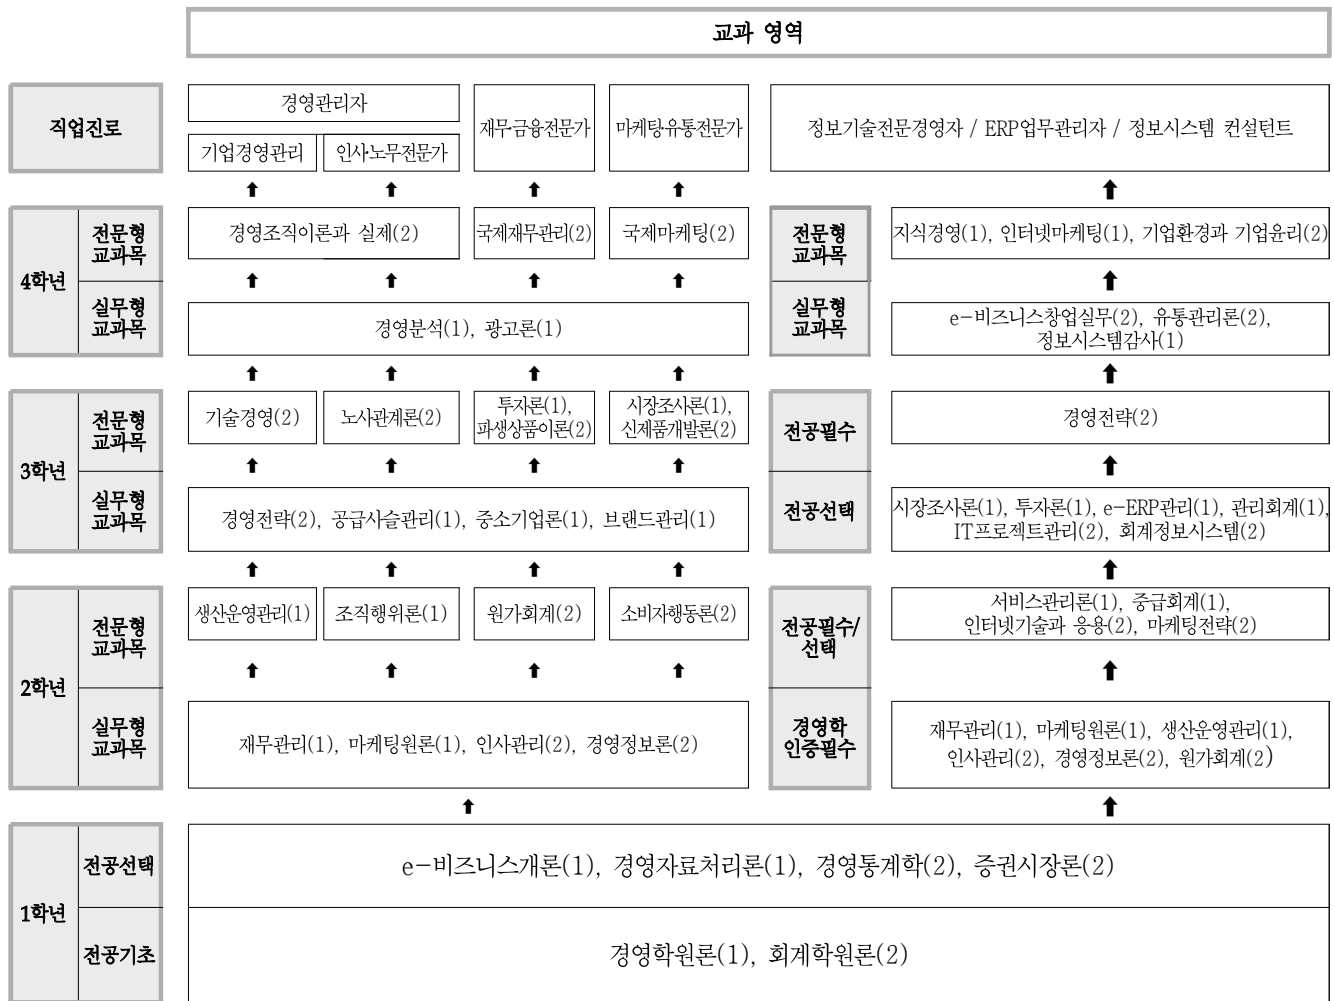 교과 영역
직업진로
경영관리자
기업경영관리
인사·노무전문가
재무·금융전문가
마케팅·유통전문가
정보기술전문경영자 / ERP업무관리자 / 정보시스템 컨설턴트
4학년
전문형
교과목
경영조직이론과 실제(2)
국제재무관리(2)
국제마케팅(2)
전문형
교과목
지식경영(1), 인터넷마케팅(1), 기업환경과 기업윤리(2)
실무형
교과목
경영분석(1), 광고론(1)
실무형
교과목
e-비즈니스창업실무(2), 유통관리론(2),
정보시스템감사(1)
3학년
전문형
교과목
기술경영(2)
노사관계론(2)
투자론(1),
파생상품이론(2)
시장조사론(1),
신제품개발론(2)
전공필수
경영전략(2)
실무형
교과목
경영전략(2), 공급사슬관리(1), 중소기업론(1), 브랜드관리(1)
전공선택
시장조사론(1), 투자론(1), e-ERP관리(1), 관리회계(1),
IT프로젝트관리(2), 회계정보시스템(2)
2학년
전문형
교과목
생산운영관리(1)
조직행위론(1)
원가회계(2)
소비자행동론(2)
전공필수/
선택
서비스관리론(1), 중급회계(1),
인터넷기술과 응용(2), 마케팅전략(2)
실무형
교과목
재무관리(1), 마케팅원론(1), 인사관리(2), 경영정보론(2)
경영학
인증필수
재무관리(1), 마케팅원론(1), 생산운영관리(1),
인사관리(2), 경영정보론(2), 원가회계(2)
1학년
전공선택
e-비즈니스개론(1), 경영자료처리론(1), 경영통계학(2), 증권시장론(2)
전공기초
경영학원론(1), 회계학원론(2)